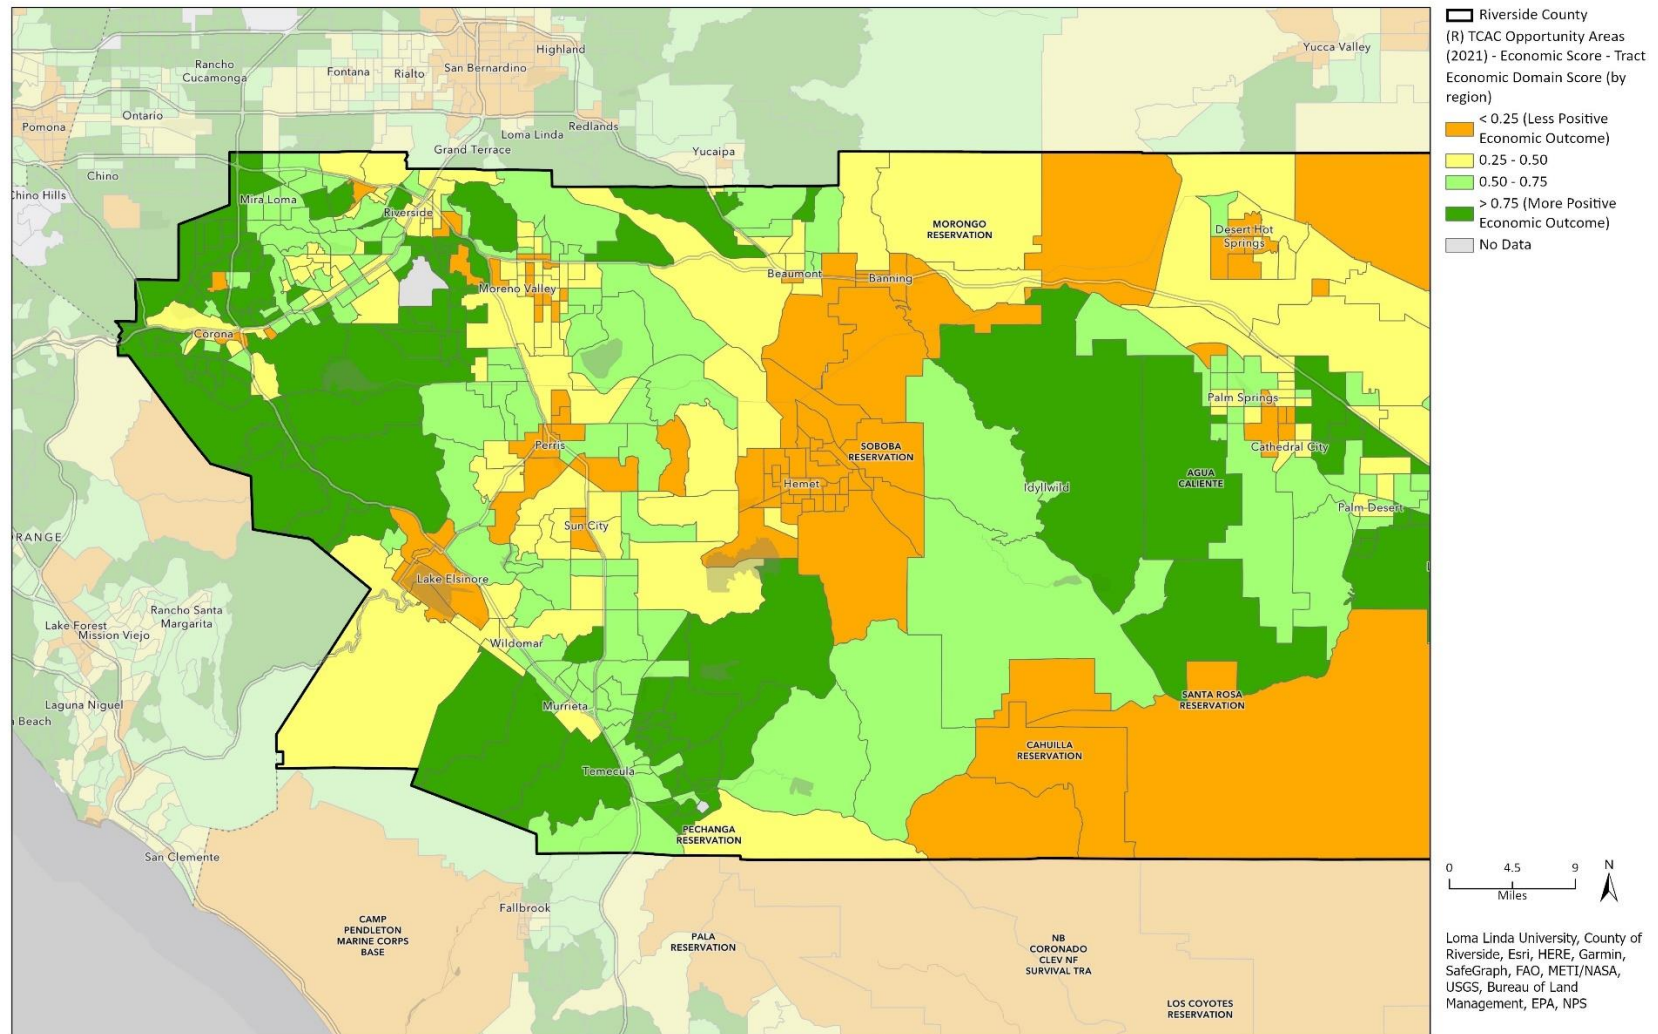 Highland
Yucca Valley
Rancho
Cucamonga
Fontana
Rialto
San Bernardino
Ontario
Pomona
Loma Linda
Redlands
Grand Terrace
Yucaipa
Chino
Chino Hills
Mira Loma
Riverside
MORONGO
RESERVATION
Desert Hot
Springs
Beaumont
Banning
Moreno Valley
Corona
Palm Springs
Perris
SOBOBA
RESERVATION
Cathedral City
Hemet
Idyllwild
AGUA
CALIENTE
Palm Desert
Sun City
RANGE
Lake Elsinore
Rancho Santa
Margarita
Lake Forest
Mission Viejo
Wildomar
Laguna Niguel
Murrieta
SANTA ROSA
RESERVATION
a Beach
CAHUILLA
RESERVATION
Temecula
PECHANGA
RESERVATION
San Clemente
Fallbrook
CAMP
PENDLETON
MARINE CORPS
BASE
PALA
RESERVATION
NB
CORONADO
CLEV NF
SURVIVAL TRA
LOS COYOTES
RESERVATION
Riverside County
(R) TCAC Opportunity Areas
(2021) - Economic Score - Tract
Economic Domain Score (by
region)
< 0.25 (Less Positive
Economic Outcome)
0.25 - 0.50
0.50 - 0.75
> 0.75 (More Positive
Economic Outcome)
No Data
0 4.5 9
Miles
N
Loma Linda University, County of
Riverside, Esri, HERE, Garmin,
SafeGraph, FAO, METI/NASA,
USGS, Bureau of Land
Management, EPA, NPS